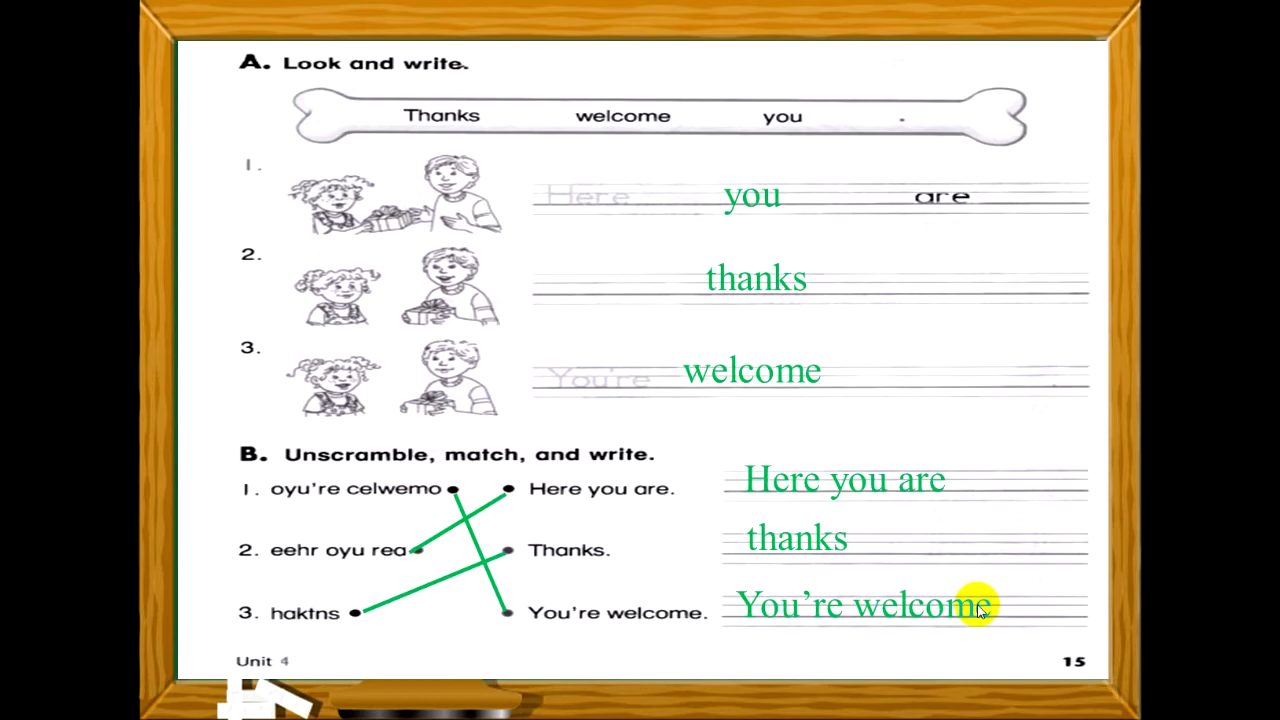 A. Look and write.
Thanks welcome you .
1.
Here you are
2.
thanks
3.
You're welcome
B. Unscramble, match, and write.
1. oyu're celwemo Here you are. Here you are
2. eehr oyu rea Thanks. thanks
3. haktns You're welcome. You're welcome
Unit 4 15